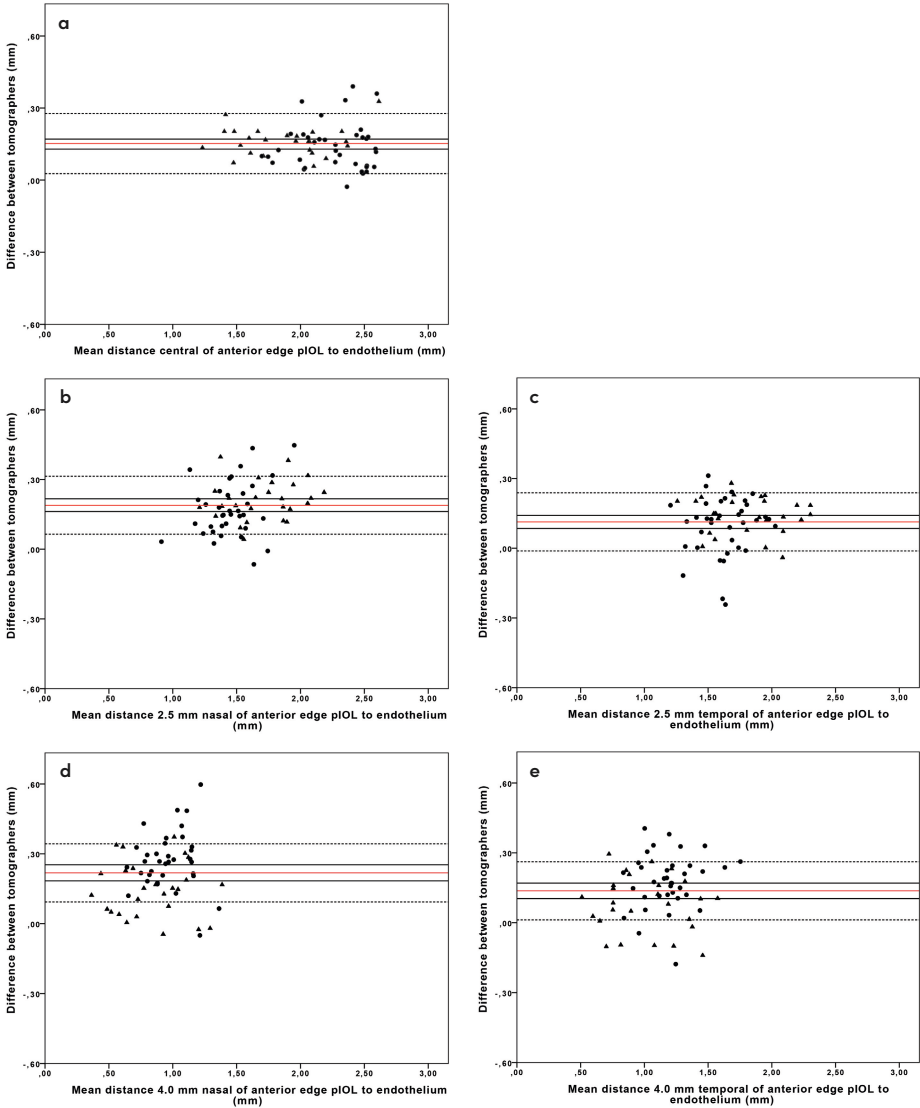 a
Difference between tomographers (mm)
,60
,30
,00
-,30
-,60
,00 ,50 1,00 1,50 2,00 2,50 3,00
Mean distance central of anterior edge pIOL to endothelium (mm)
b
Difference between tomographers (mm)
,60
,30
,00
-,30
-,60
,00 ,50 1,00 1,50 2,00 2,50 3,00
Mean distance 2.5 mm nasal of anterior edge pIOL to endothelium
(mm)
c
Difference between tomographers (mm)
,60
,30
,00
-,30
-,60
,00 ,50 1,00 1,50 2,00 2,50 3,00
Mean distance 2.5 mm temporal of anterior edge pIOL to
endothelium (mm)
d
Difference between tomographers (mm)
,60
,30
,00
-,30
-,60
,00 ,50 1,00 1,50 2,00 2,50 3,00
Mean distance 4.0 mm nasal of anterior edge pIOL to endothelium
(mm)
e
Difference between tomographers (mm)
,60
,30
,00
-,30
-,60
,00 ,50 1,00 1,50 2,00 2,50 3,00
Mean distance 4.0 mm temporal of anterior edge pIOL to
endothelium (mm)